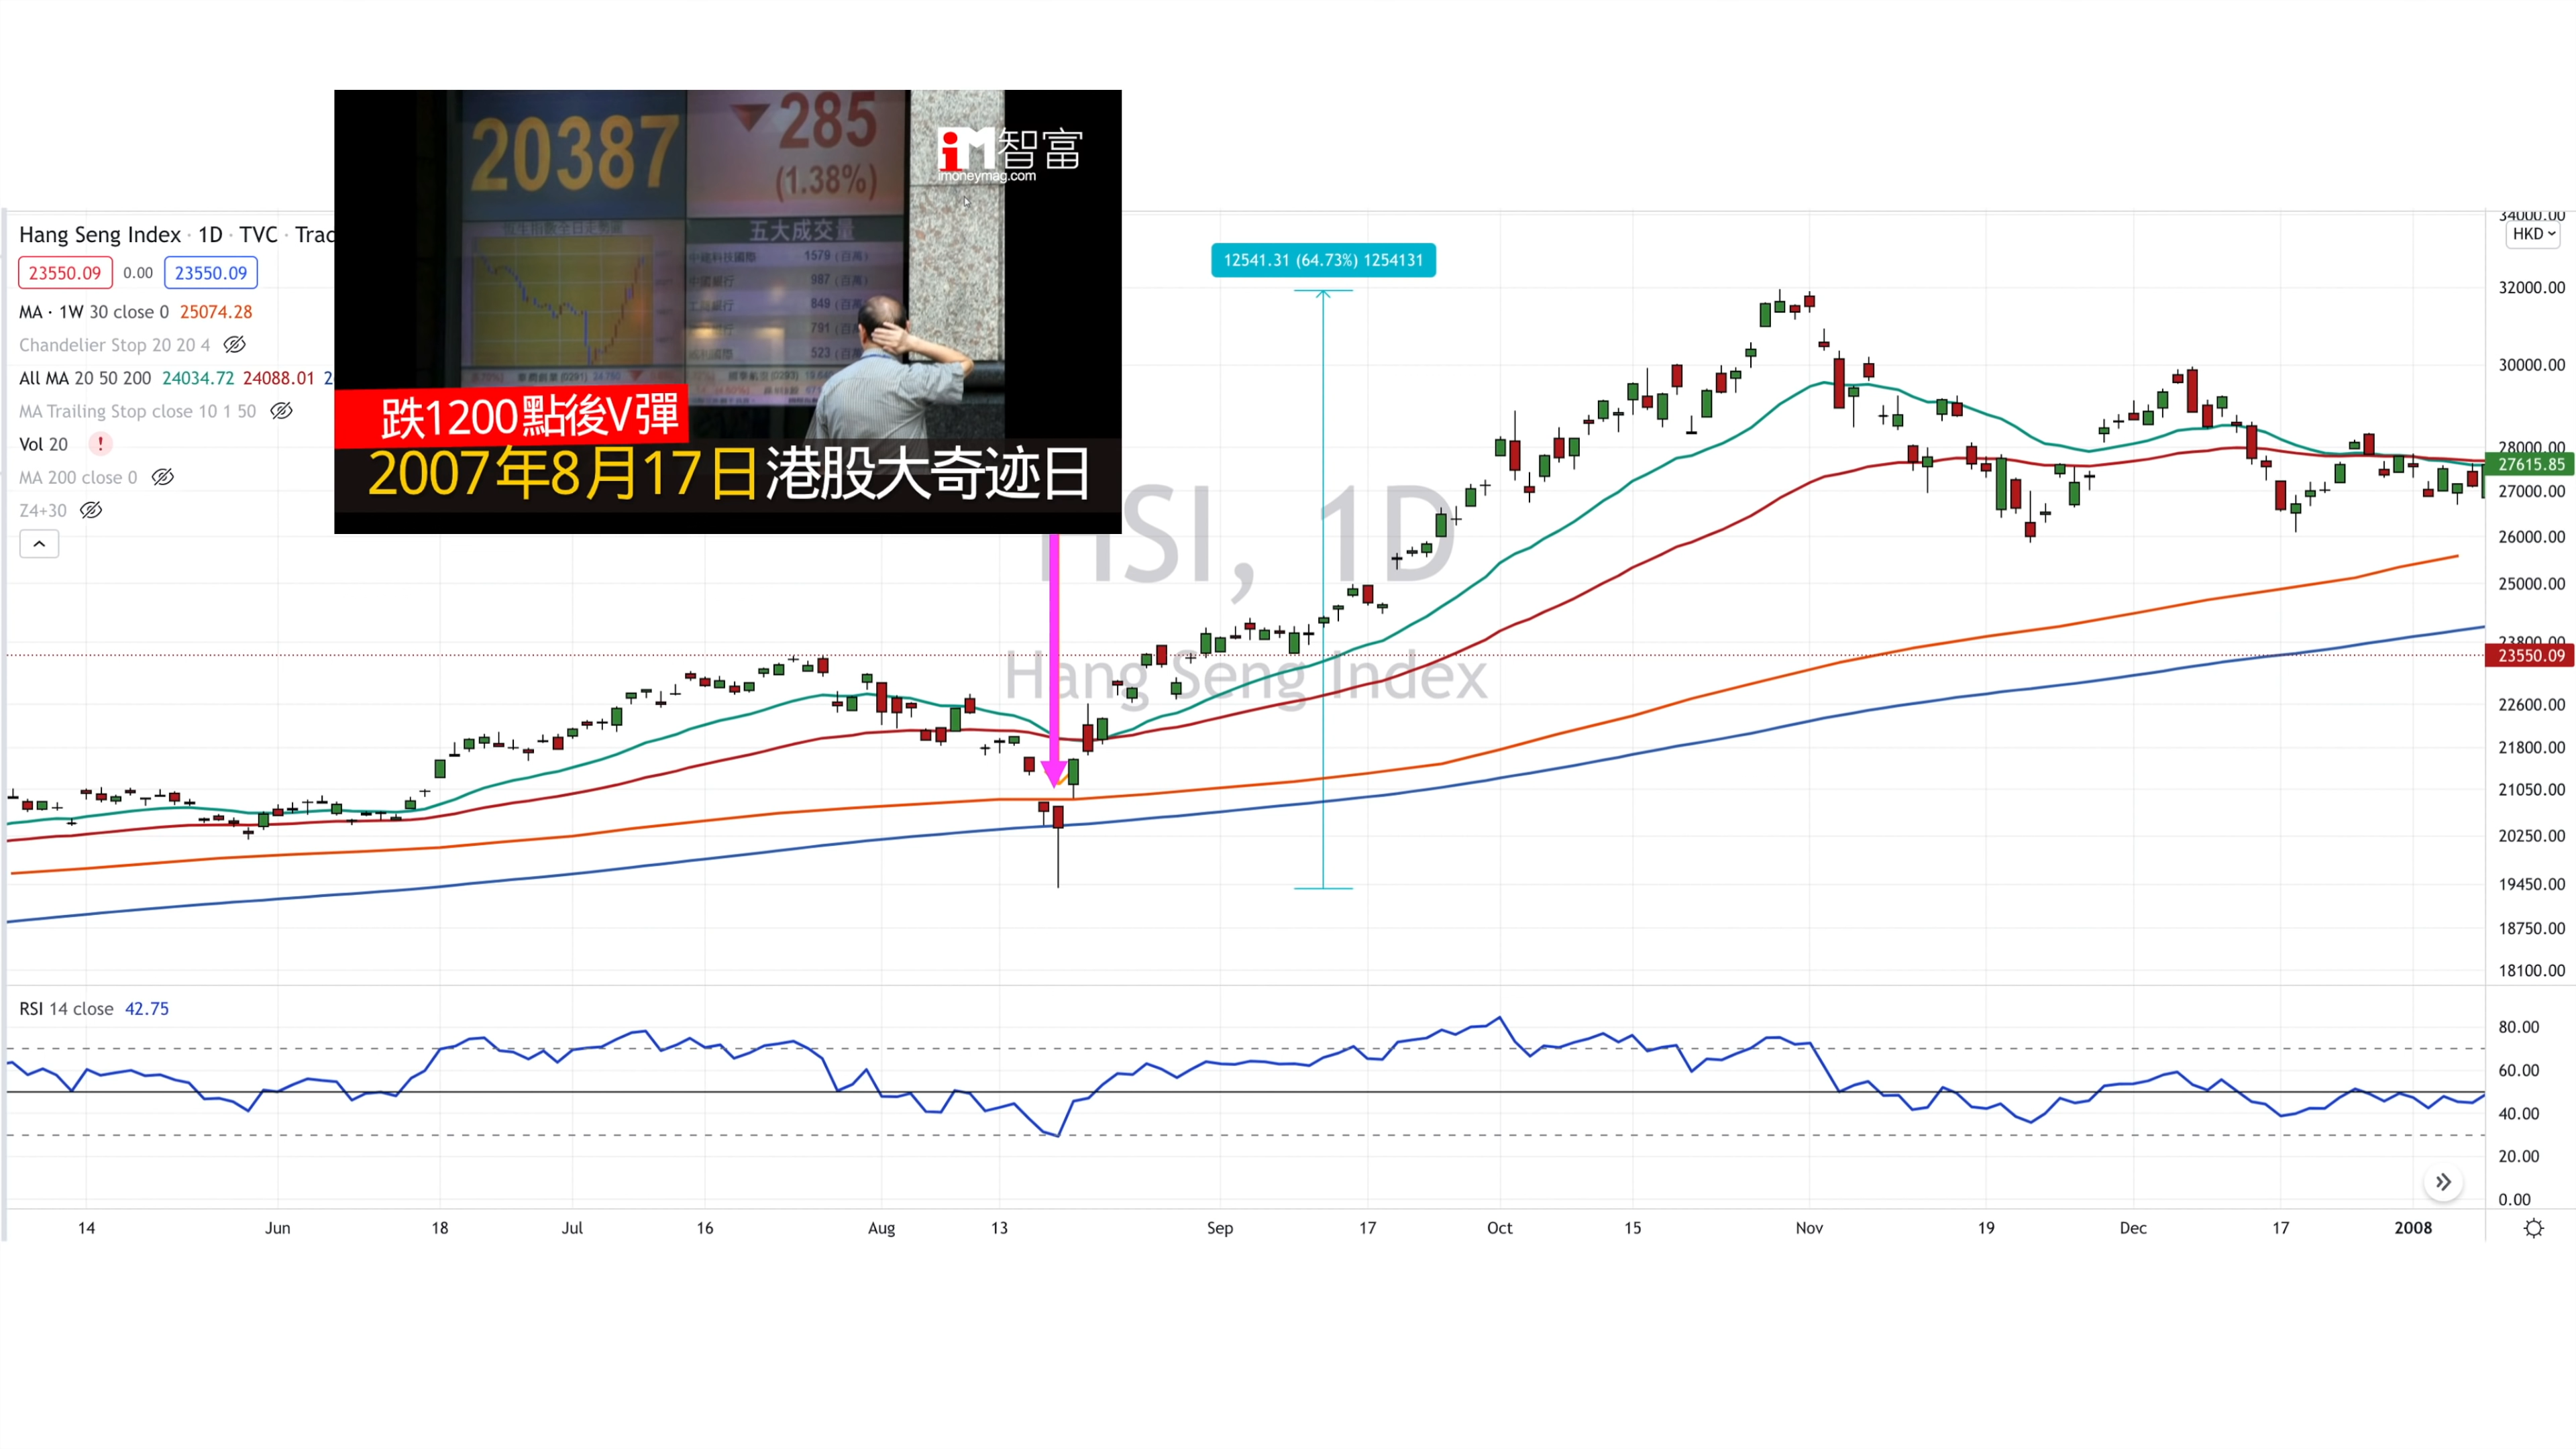 20387
285
(1.38%)
iM智富
imoneymag.com
五大成交量
1579
987
849
791
523
跌1200點後V彈
2007年8月17日港股大奇迹日
Hang Seng Index · 1D · TVC · Trac
23550.09 0.00 23550.09
MA · 1W 30 close 0 25074.28
Chandelier Stop 20 20 4
All MA 20 50 200 24034.72 24088.01 2
MA Trailing Stop close 10 1 50
Vol 20 !
MA 200 close 0
Z4+30
12541.31 (64.73%) 1254131
HSI, 1D
Hang Seng Index
34000.00
HKD
32000.00
30000.00
28000.00
27615.85
27000.00
26000.00
25000.00
23800.00
23550.09
22600.00
21800.00
21050.00
20250.00
19450.00
18750.00
18100.00
RSI 14 close 42.75
80.00
60.00
40.00
20.00
0.00
14 Jun 18 Jul 16 Aug 13 Sep 17 Oct 15 Nov 19 Dec 17 2008